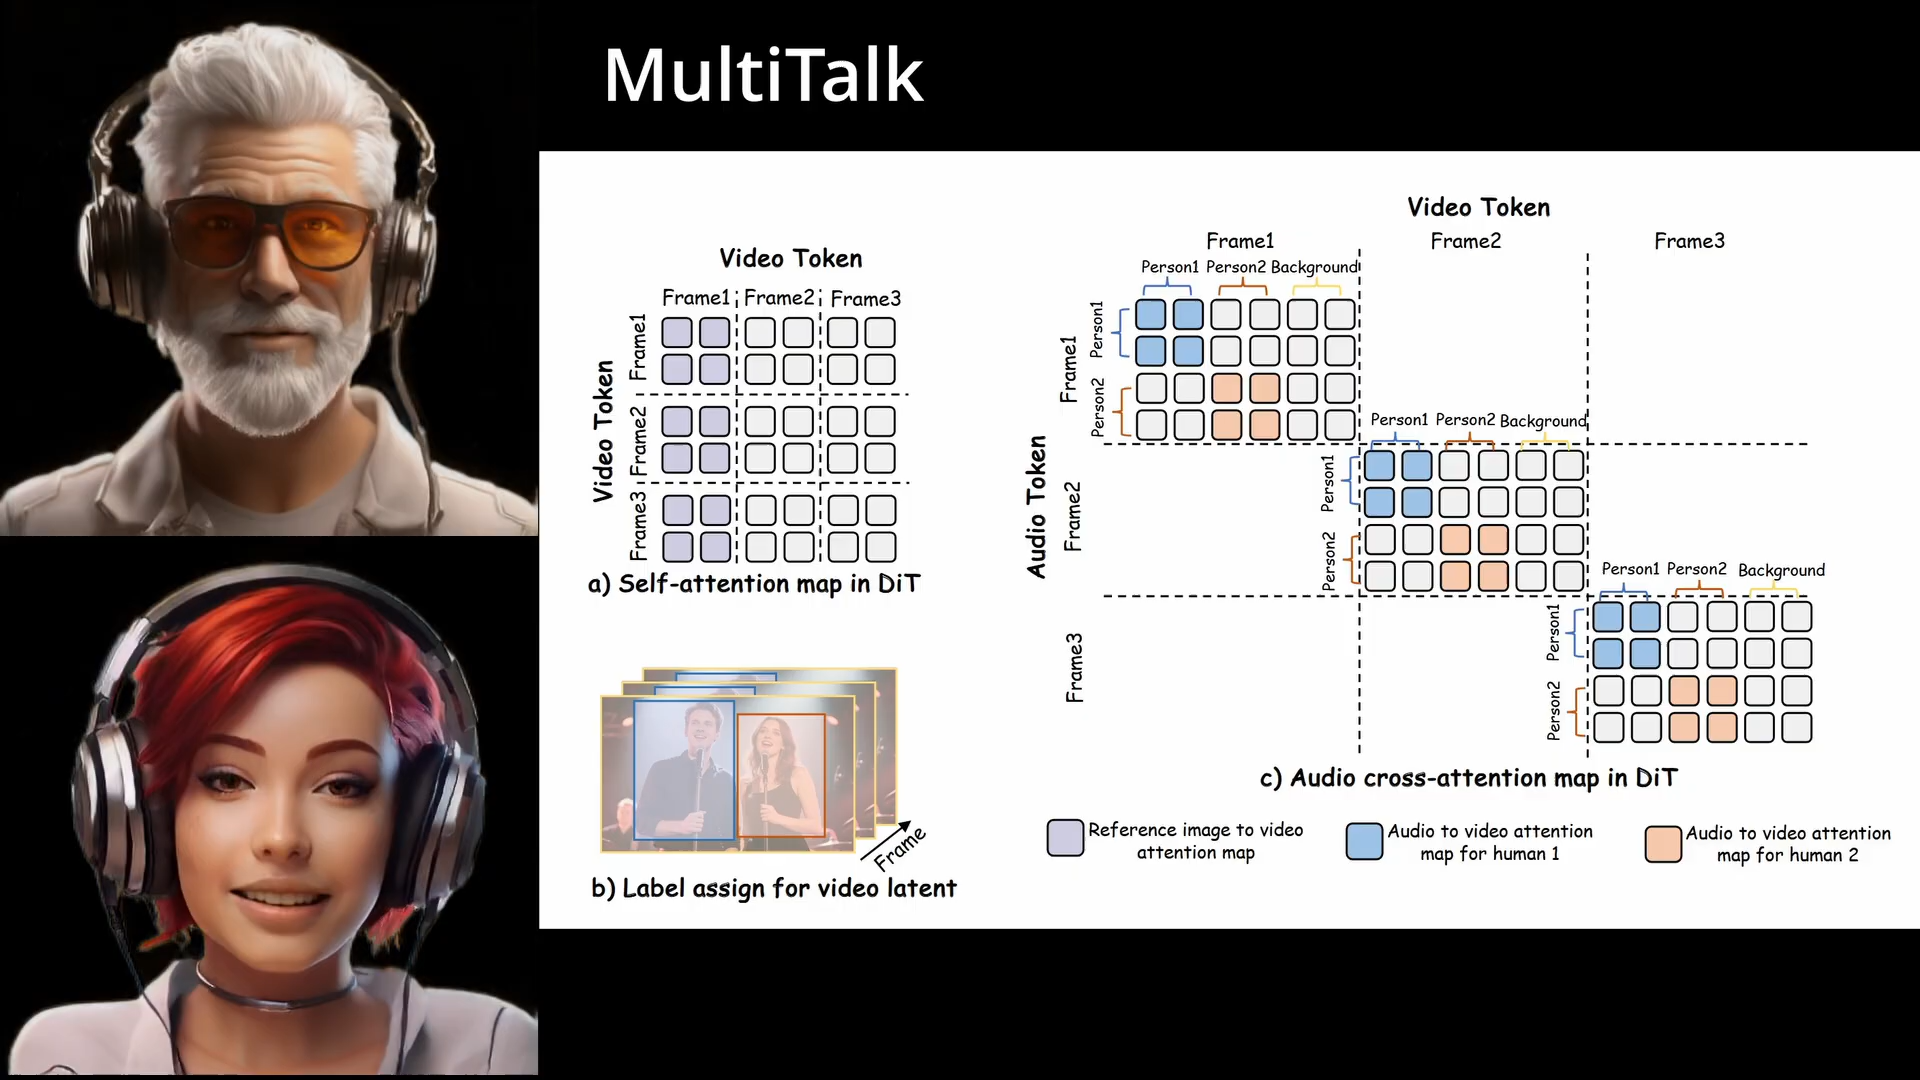 MultiTalk
Video Token
Frame1 Frame2 Frame3
Video Token
Frame1
Frame2
Frame3
a) Self-attention map in DiT
Frame
b) Label assign for video latent
Video Token
Frame1 Frame2 Frame3
Audio Token
Frame1
Person1 Person2 Background
Person1
Person2
Frame2
Person1 Person2 Background
Person1
Person2
Frame3
Person1 Person2 Background
Person1
Person2
c) Audio cross-attention map in DiT
Reference image to video
attention map
Audio to video attention
map for human 1
Audio to video attention
map for human 2